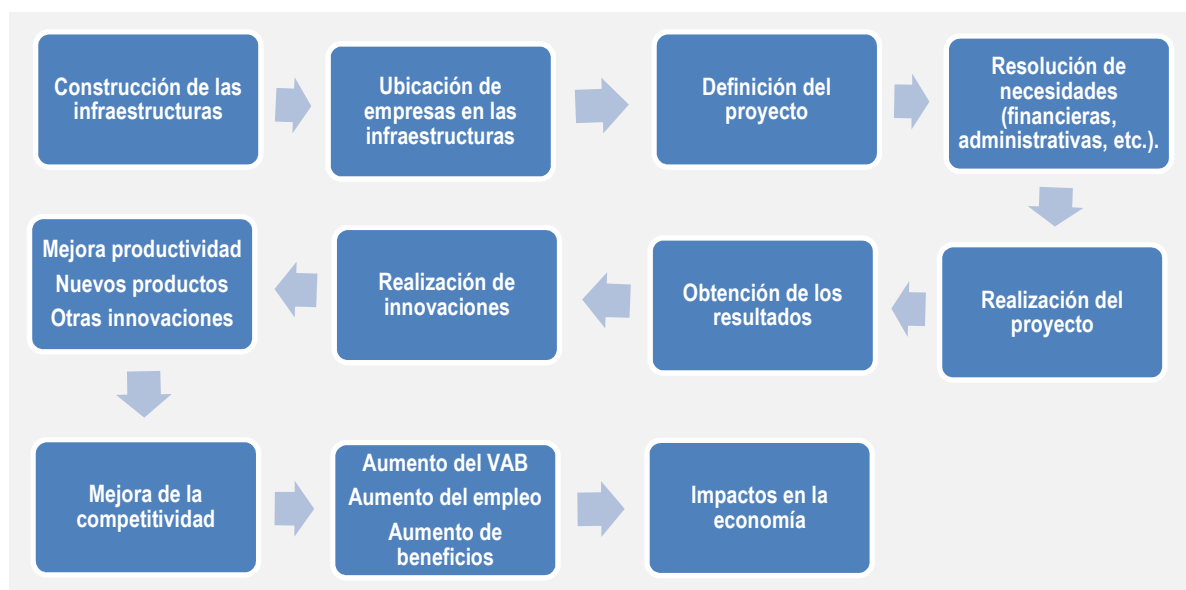 Construcción de las
infraestructuras
Ubicación de
empresas en las
infraestructuras
Definición del
proyecto
Resolución de
necesidades
(financieras,
administrativas, etc.).
Realización del
proyecto
Obtención de los
resultados
Realización de
innovaciones
Mejora productividad
Nuevos productos
Otras innovaciones
Mejora de la
competitividad
Aumento del VAB
Aumento del empleo
Aumento de
beneficios
Impactos en la
economía